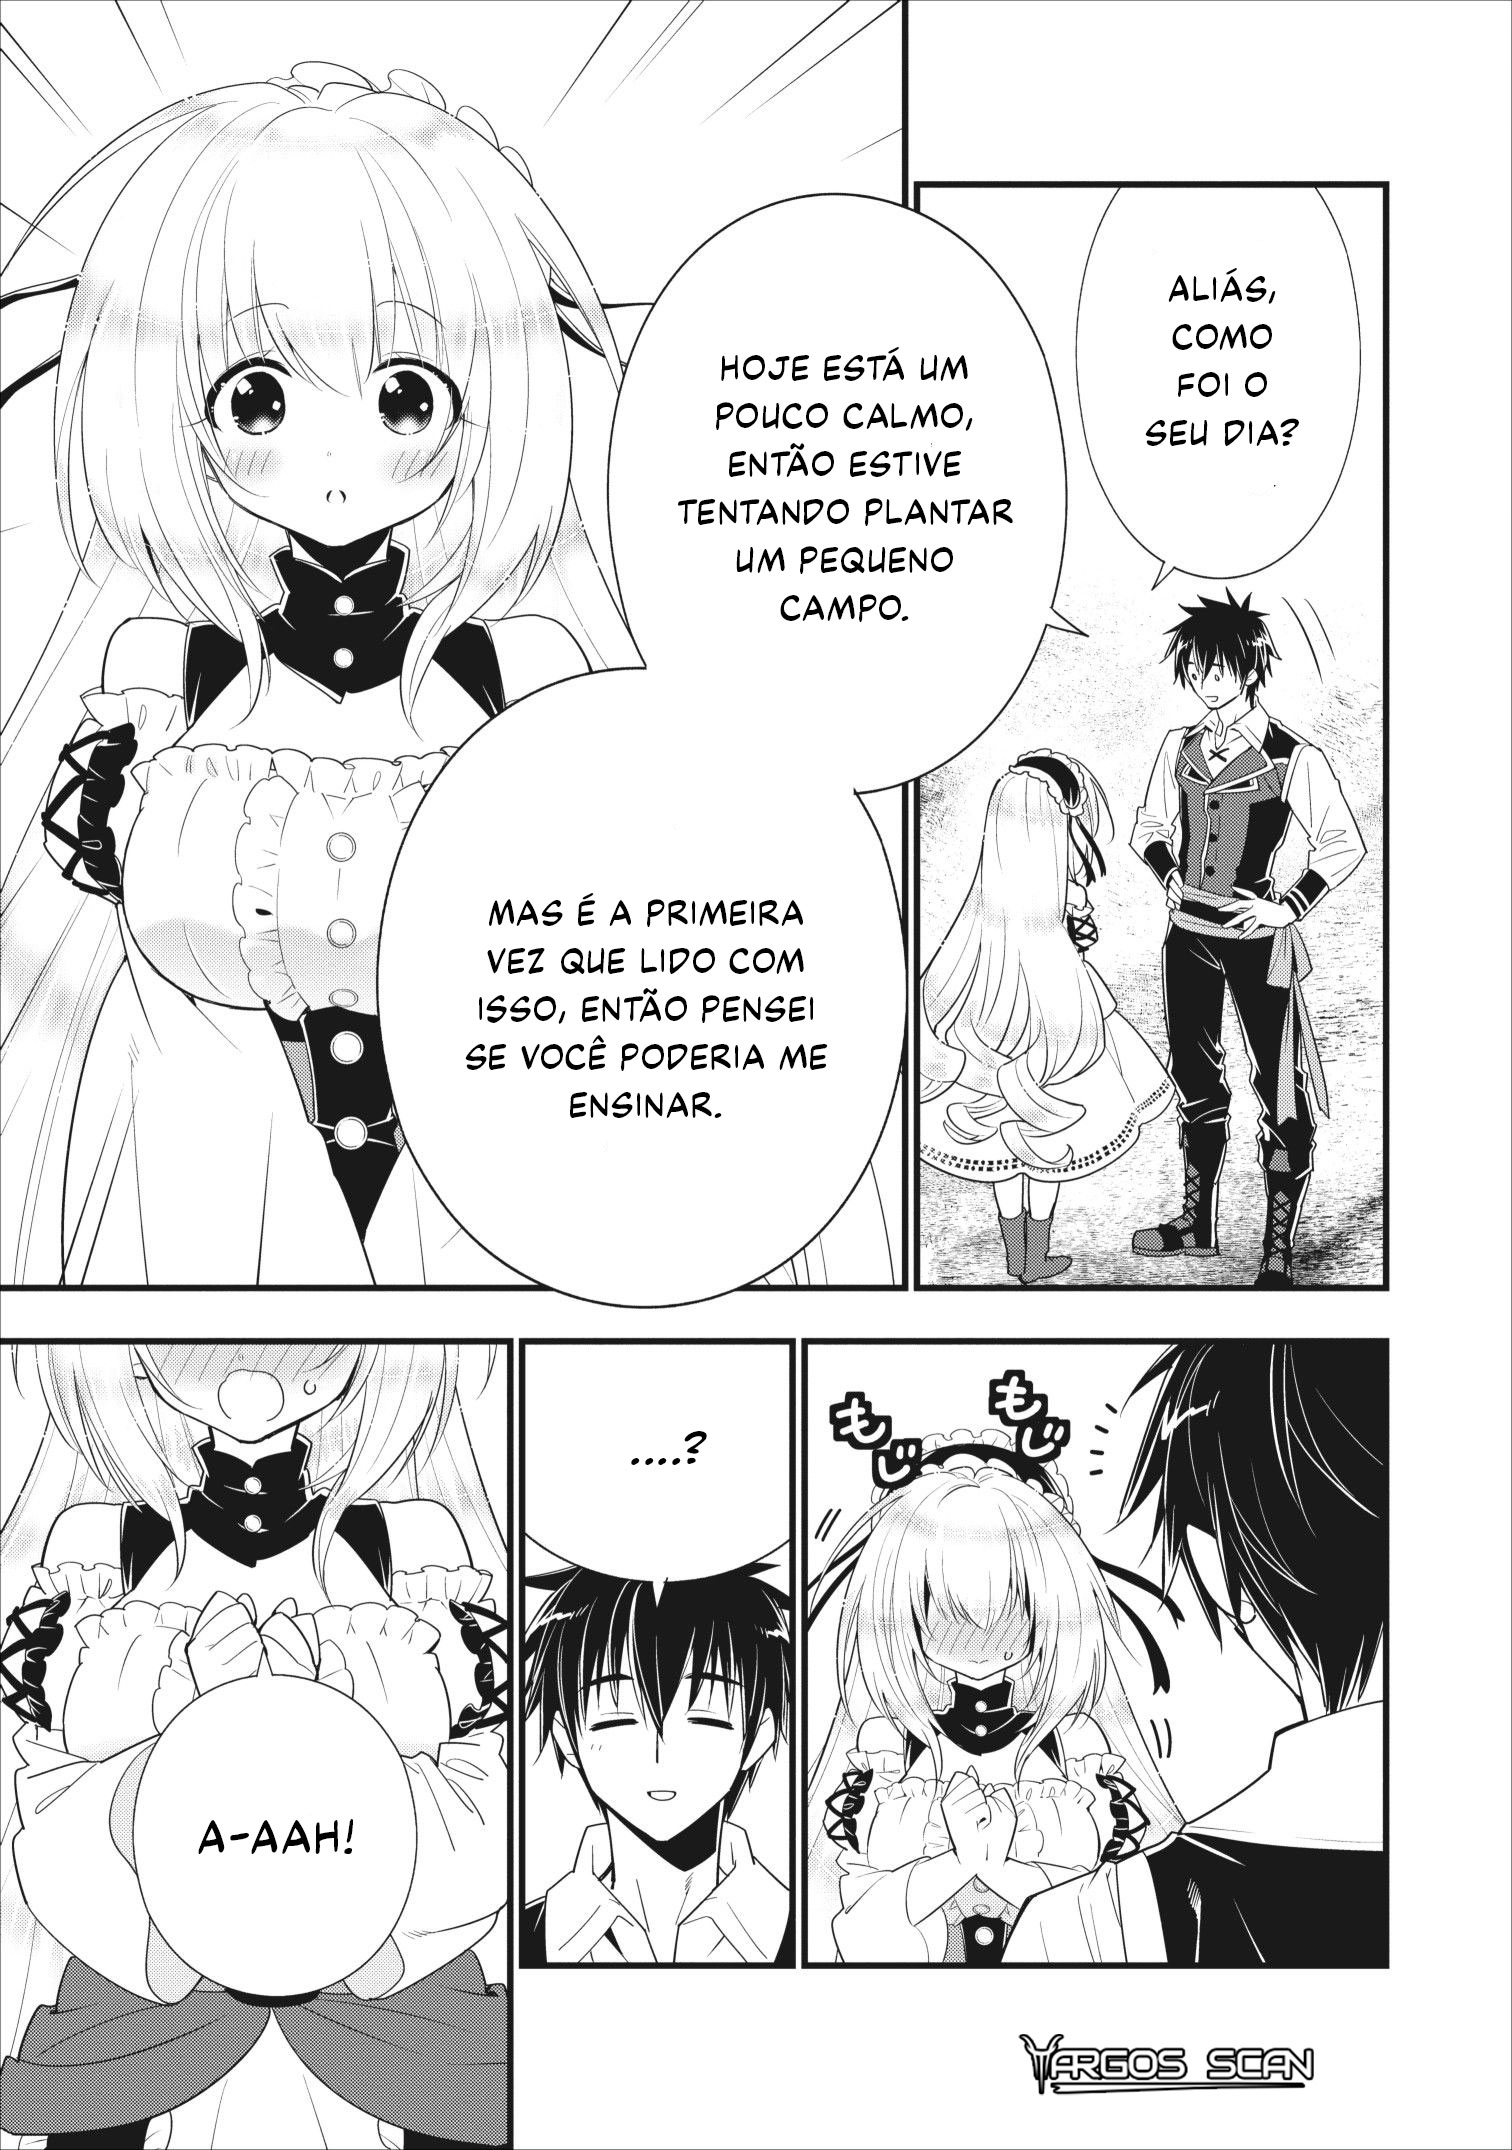 ALIÁS,
COMO
FOI O
SEU DIA?
HOJE ESTÁ UM
POUCO CALMO,
ENTÃO ESTIVE
TENTANDO PLANTAR
UM PEQUENO
CAMPO.
MAS É A PRIMEIRA
VEZ QUE LIDO COM
ISSO, ENTÃO PENSEI
SE VOCÊ PODERIA ME
ENSINAR.
もじ
もじ
....?
A-AAH!
YARGOS SCAN